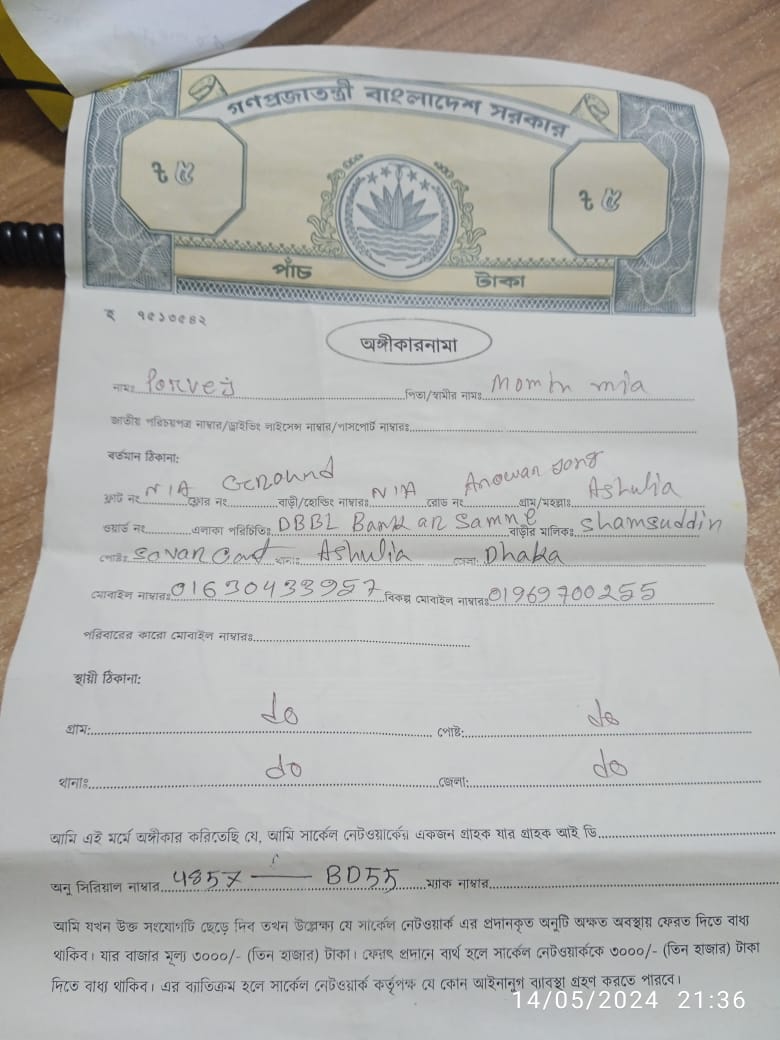 গণপ্রজাতন্ত্রী বাংলাদেশ সরকার
৳ ৫ ৳ ৫
পাঁচ টাকা
হ ৭৫১৩৫৪২
অঙ্গীকারনামা
নামঃ Porvej পিতা/স্বামীর নামঃ Momin mia
জাতীয় পরিচয়পত্র নাম্বার/ড্রাইভিং লাইসেন্স নাম্বার/পাসপোর্ট নাম্বারঃ
বর্তমান ঠিকানা:
ফ্লাট নং N/A ফ্লোর নং Ground বাড়ী/হোল্ডিং নাম্বারঃ N/A রোড নং Anowar গ্রাম/মহল্লাঃ Ashulia
ওয়ার্ড নং এলাকা পরিচিতিঃ DBBL Bank ar Samne বাড়ীর মালিকঃ Shamsuddin
পোষ্টঃ Savar থানাঃ Ashulia জেলা: Dhaka
মোবাইল নাম্বারঃ 01630433957 বিকল্প মোবাইল নাম্বারঃ 01969700255
পরিবারের কারো মোবাইল নাম্বারঃ
স্থায়ী ঠিকানা:
গ্রাম: do পোষ্ট: do
থানাঃ do জেলা: do
আমি এই মর্মে অঙ্গীকার করিতেছি যে, আমি সার্কেল নেটওয়ার্কের একজন গ্রাহক যার গ্রাহক আই ডি
অনু সিরিয়াল নাম্বার 4857 — BD55 ম্যাক নাম্বার
আমি যখন উক্ত সংযোগটি ছেড়ে দিব তখন উল্লেক্ষ্য যে সার্কেল নেটওয়ার্ক এর প্রদানকৃত অনুটি অক্ষত অবস্থায় ফেরত দিতে বাধ্য
থাকিব। যার বাজার মূল্য ৩০০০/- (তিন হাজার) টাকা। ফেরৎ প্রদানে ব্যর্থ হলে সার্কেল নেটওয়ার্ককে ৩০০০/- (তিন হাজার) টাকা
দিতে বাধ্য থাকিব। এর ব্যতিক্রম হলে সার্কেল নেটওয়ার্ক কর্তৃপক্ষ যে কোন আইনানুগ ব্যাবস্থা গ্রহণ করতে পারবে।
14/05/2024 21:36